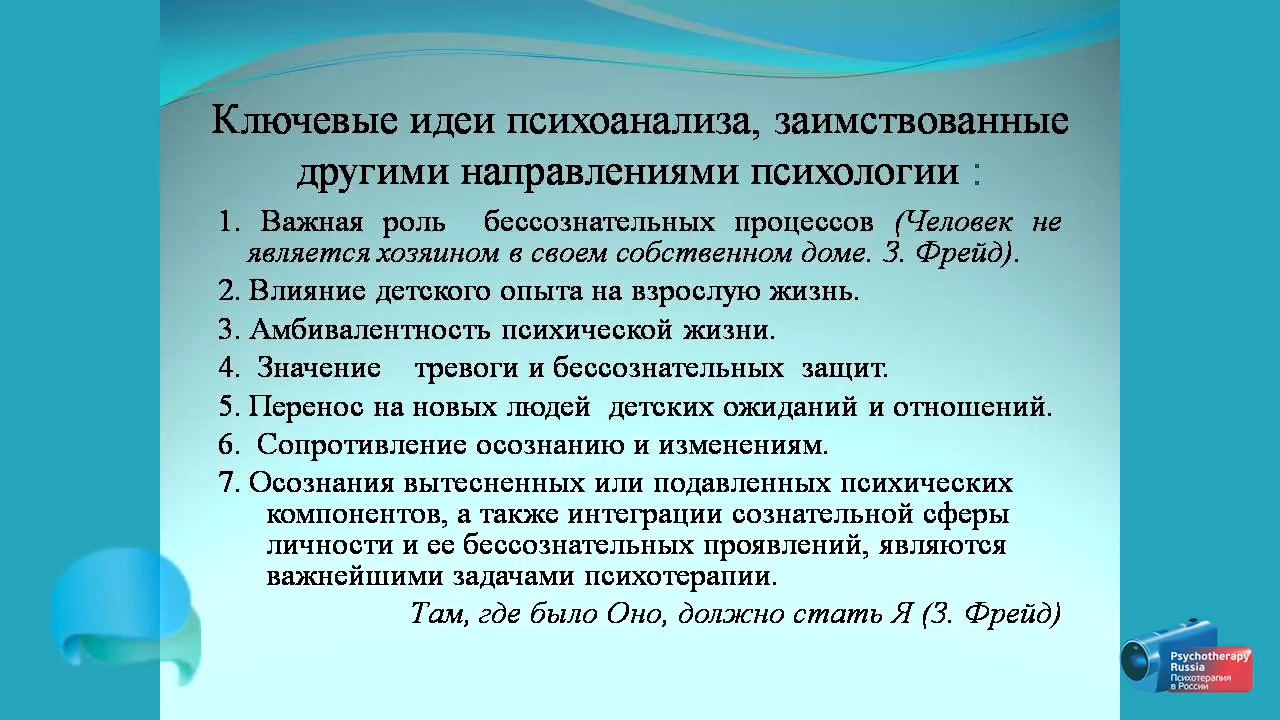 Ключевые идеи психоанализа, заимствованные
другими направлениями психологии :
1. Важная роль бессознательных процессов (Человек не
является хозяином в своем собственном доме. З. Фрейд).
2. Влияние детского опыта на взрослую жизнь.
3. Амбивалентность психической жизни.
4. Значение тревоги и бессознательных защит.
5. Перенос на новых людей детских ожиданий и отношений.
6. Сопротивление осознанию и изменениям.
7. Осознания вытесненных или подавленных психических
компонентов, а также интеграции сознательной сферы
личности и ее бессознательных проявлений, являются
важнейшими задачами психотерапии.
Там, где было Оно, должно стать Я (З. Фрейд)
Psychotherapy
Russia
Психотерапия
в России